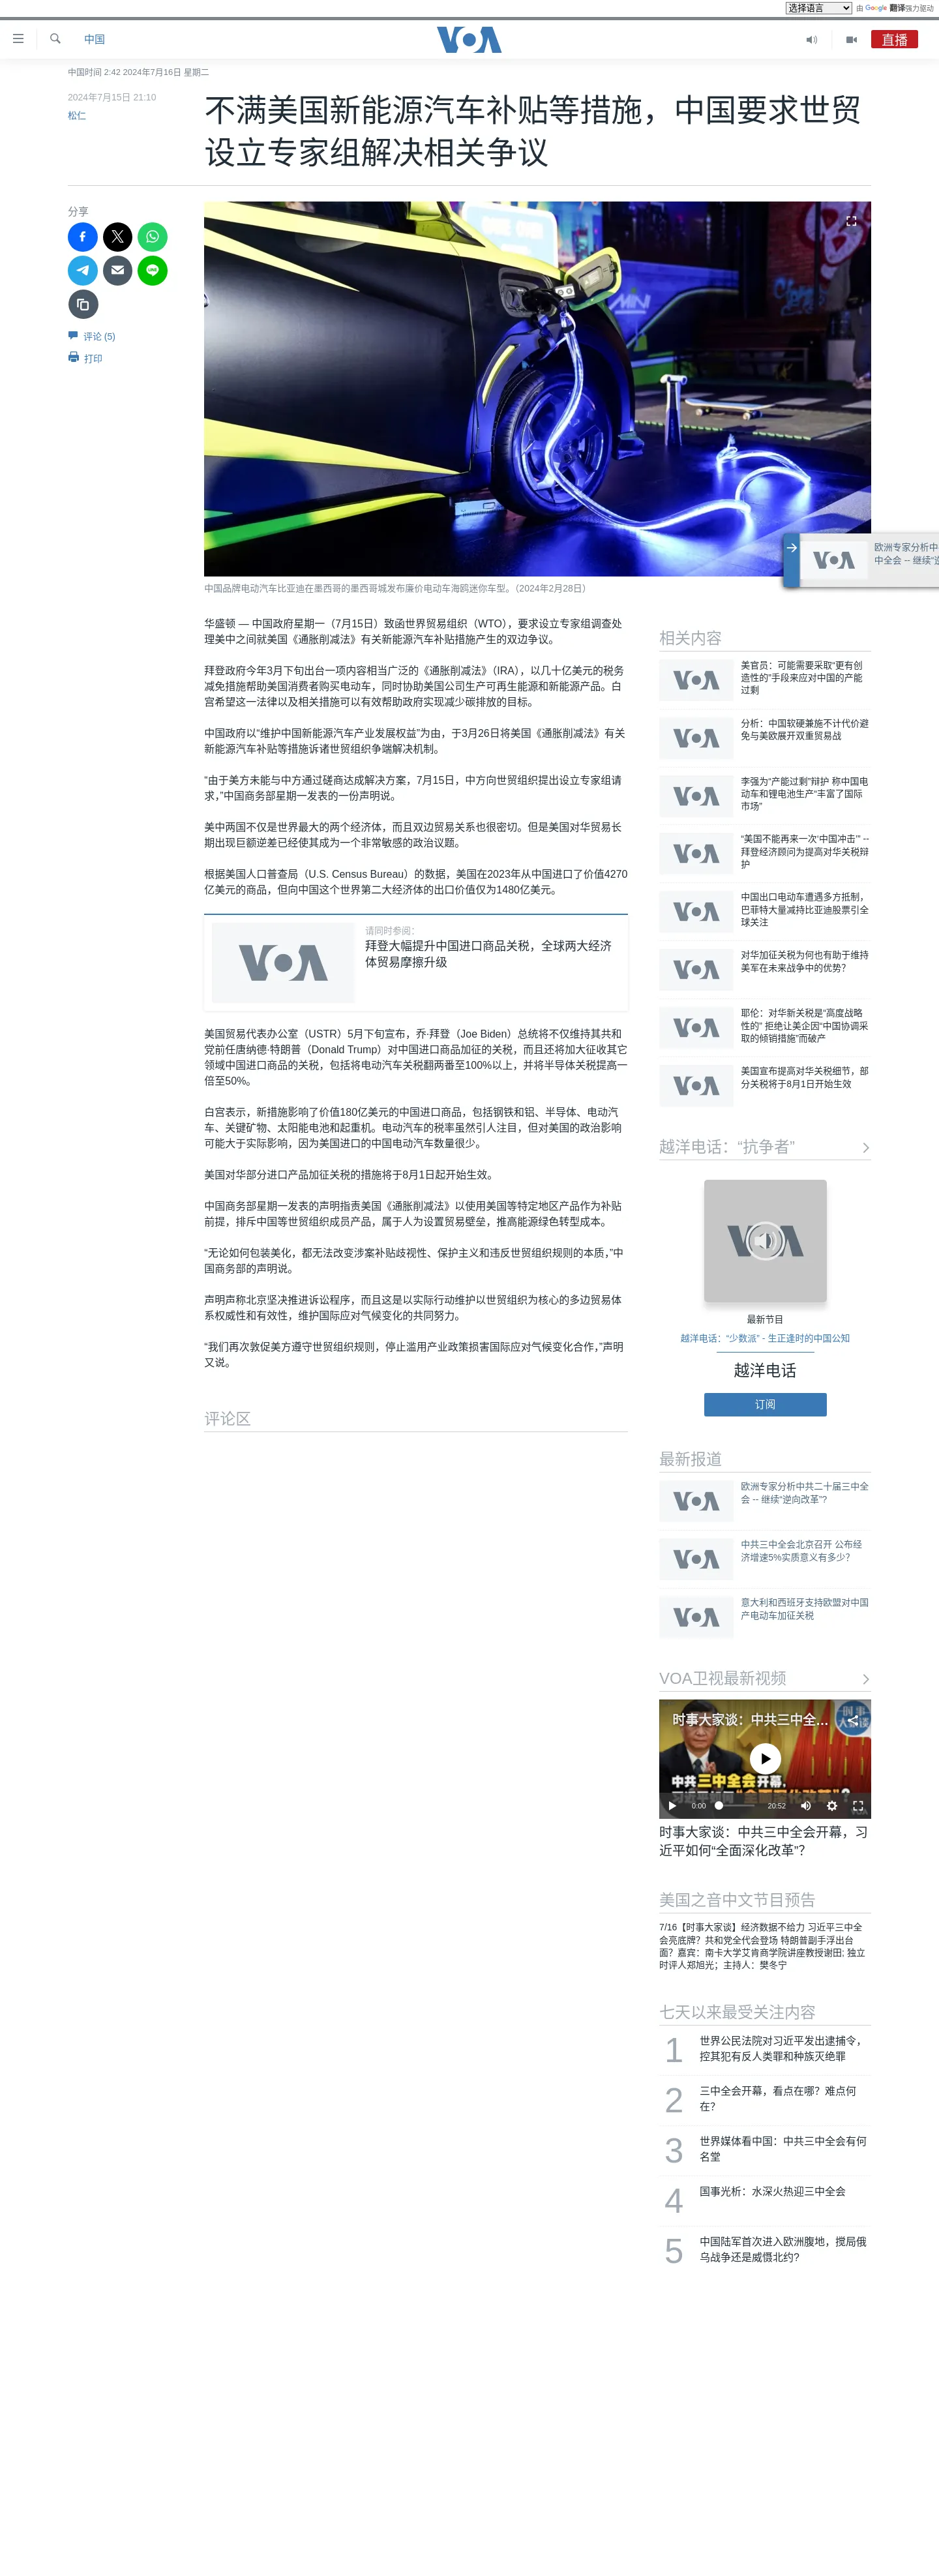 选择语言 由 Google 翻译强力驱动
中国
VOA
直播
中国时间 2:42 2024年7月16日 星期二
2024年7月15日 21:10
松仁
不满美国新能源汽车补贴等措施，中国要求世贸
设立专家组解决相关争议
分享
评论 (5)
打印
中国品牌电动汽车比亚迪在墨西哥的墨西哥城发布廉价电动车海鸥迷你车型。（2024年2月28日）
欧洲专家分析中
中全会 -- 继续“逆
华盛顿 — 中国政府星期一（7月15日）致函世界贸易组织（WTO），要求设立专家组调查处
理美中之间就美国《通胀削减法》有关新能源汽车补贴措施产生的双边争议。
拜登政府今年3月下旬出台一项内容相当广泛的《通胀削减法》（IRA），以几十亿美元的税务
减免措施帮助美国消费者购买电动车，同时协助美国公司生产可再生能源和新能源产品。白
宫希望这一法律以及相关措施可以有效帮助政府实现减少碳排放的目标。
中国政府以“维护中国新能源汽车产业发展权益”为由，于3月26日将美国《通胀削减法》有关
新能源汽车补贴等措施诉诸世贸组织争端解决机制。
“由于美方未能与中方通过磋商达成解决方案，7月15日，中方向世贸组织提出设立专家组请
求，”中国商务部星期一发表的一份声明说。
美中两国不仅是世界最大的两个经济体，而且双边贸易关系也很密切。但是美国对华贸易长
期出现巨额逆差已经使其成为一个非常敏感的政治议题。
根据美国人口普查局（U.S. Census Bureau）的数据，美国在2023年从中国进口了价值4270
亿美元的商品，但向中国这个世界第二大经济体的出口价值仅为1480亿美元。
VOA
请同时参阅：
拜登大幅提升中国进口商品关税，全球两大经济
体贸易摩擦升级
美国贸易代表办公室（USTR）5月下旬宣布，乔·拜登（Joe Biden）总统将不仅维持其共和
党前任唐纳德·特朗普（Donald Trump）对中国进口商品加征的关税，而且还将加大征收其它
领域中国进口商品的关税，包括将电动汽车关税翻两番至100%以上，并将半导体关税提高一
倍至50%。
白宫表示，新措施影响了价值180亿美元的中国进口商品，包括钢铁和铝、半导体、电动汽
车、关键矿物、太阳能电池和起重机。电动汽车的税率虽然引人注目，但对美国的政治影响
可能大于实际影响，因为美国进口的中国电动汽车数量很少。
美国对华部分进口产品加征关税的措施将于8月1日起开始生效。
中国商务部星期一发表的声明指责美国《通胀削减法》以使用美国等特定地区产品作为补贴
前提，排斥中国等世贸组织成员产品，属于人为设置贸易壁垒，推高能源绿色转型成本。
“无论如何包装美化，都无法改变涉案补贴歧视性、保护主义和违反世贸组织规则的本质，”中
国商务部的声明说。
声明声称北京坚决推进诉讼程序，而且这是以实际行动维护以世贸组织为核心的多边贸易体
系权威性和有效性，维护国际应对气候变化的共同努力。
“我们再次敦促美方遵守世贸组织规则，停止滥用产业政策损害国际应对气候变化合作，”声明
又说。
评论区
相关内容
美官员：可能需要采取“更有创
造性的”手段来应对中国的产能
过剩
分析：中国软硬兼施不计代价避
免与美欧展开双重贸易战
李强为“产能过剩”辩护 称中国电
动车和锂电池生产“丰富了国际
市场”
“美国不能再来一次‘中国冲击’” --
拜登经济顾问为提高对华关税辩
护
中国出口电动车遭遇多方抵制，
巴菲特大量减持比亚迪股票引全
球关注
对华加征关税为何也有助于维持
美军在未来战争中的优势？
耶伦：对华新关税是“高度战略
性的” 拒绝让美企因“中国协调采
取的倾销措施”而破产
美国宣布提高对华关税细节，部
分关税将于8月1日开始生效
越洋电话：“抗争者”
最新节目
越洋电话：“少数派” - 生正逢时的中国公知
越洋电话
订阅
最新报道
欧洲专家分析中共二十届三中全
会 -- 继续“逆向改革”?
中共三中全会北京召开 公布经
济增速5%实质意义有多少？
意大利和西班牙支持欧盟对中国
产电动车加征关税
VOA卫视最新视频
时事大家谈：中共三中全...
中共三中全会开幕，
习近平如何“全面深化改革”？
0:00
20:52
时事大家谈：中共三中全会开幕，习
近平如何“全面深化改革”？
美国之音中文节目预告
7/16【时事大家谈】经济数据不给力 习近平三中全
会亮底牌？共和党全代会登场 特朗普副手浮出台
面？嘉宾：南卡大学艾肯商学院讲座教授谢田; 独立
时评人郑旭光；主持人：樊冬宁
七天以来最受关注内容
1 世界公民法院对习近平发出逮捕令，
控其犯有反人类罪和种族灭绝罪
2 三中全会开幕，看点在哪？难点何
在？
3 世界媒体看中国：中共三中全会有何
名堂
4 国事光析：水深火热迎三中全会
5 中国陆军首次进入欧洲腹地，搅局俄
乌战争还是威慑北约?